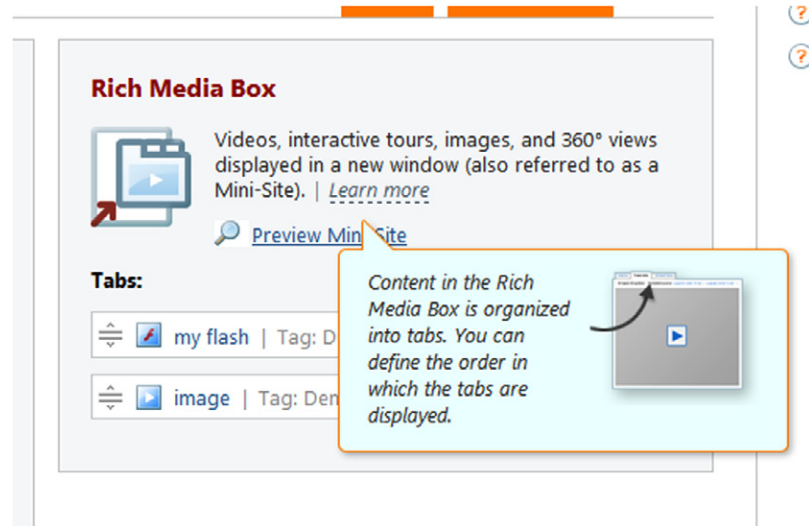 Rich Media Box
Videos, interactive tours, images, and 360° views
displayed in a new window (also referred to as a
Mini-Site). | Learn more
Preview Mini-Site
Content in the Rich
Media Box is organized
into tabs. You can
define the order in
which the tabs are
displayed.
Tabs:
my flash | Tag: D
image | Tag: Dem
?
?